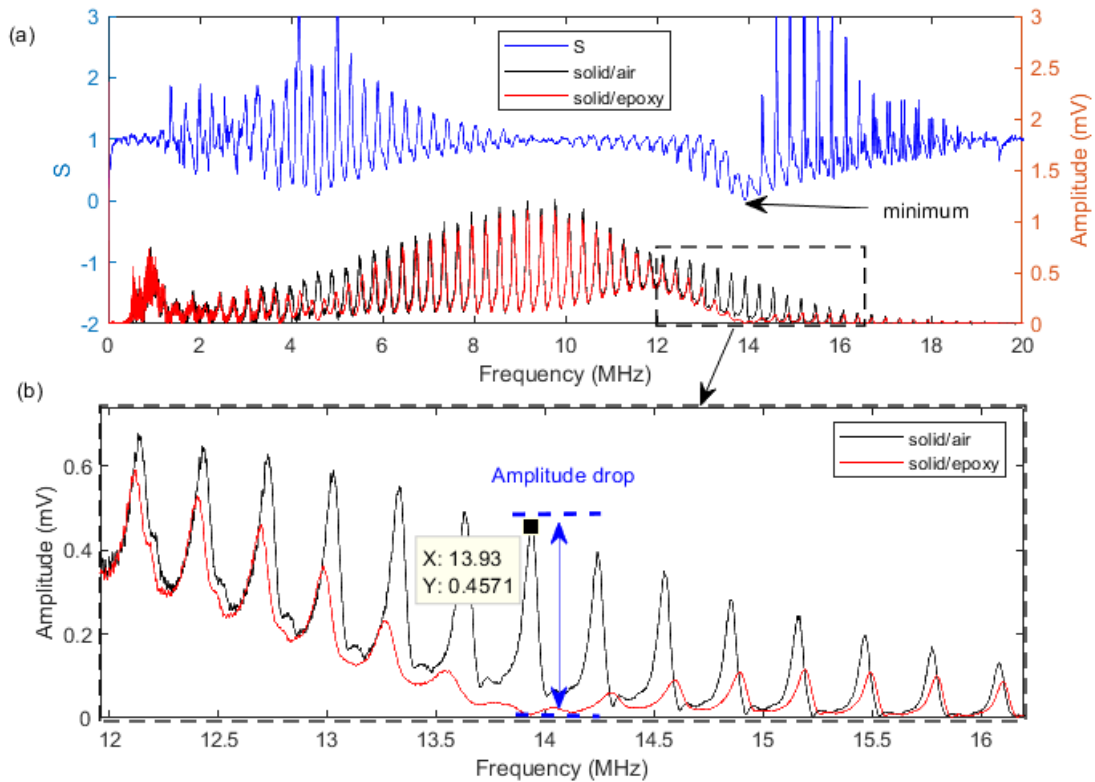 (a)
3
2
1
0
-1
-2
S
S
solid/air
solid/epoxy
minimum
3
2.5
2
1.5
1
0.5
0
Amplitude (mV)
0 2 4 6 8 10 12 14 16 18 20
Frequency (MHz)
(b)
0.6
0.4
0.2
0
Amplitude (mV)
solid/air
solid/epoxy
Amplitude drop
X: 13.93
Y: 0.4571
12 12.5 13 13.5 14 14.5 15 15.5 16
Frequency (MHz)